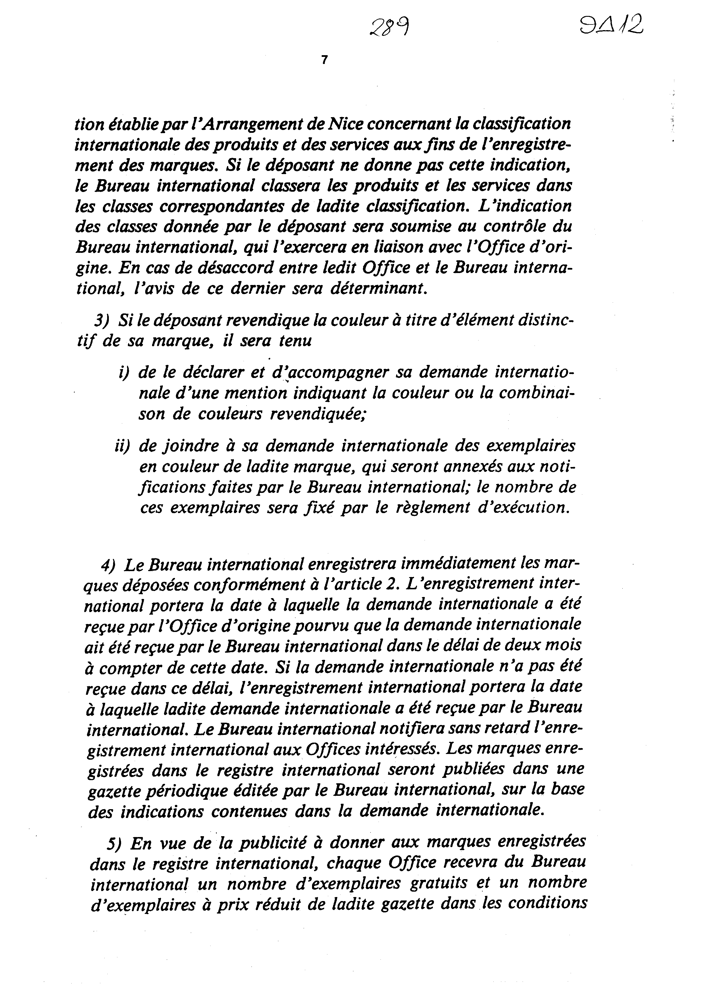 289
9Δ12
7
tion établie par l'Arrangement de Nice concernant la classification
internationale des produits et des services aux fins de l'enregistre-
ment des marques. Si le déposant ne donne pas cette indication,
le Bureau international classera les produits et les services dans
les classes correspondantes de ladite classification. L'indication
des classes donnée par le déposant sera soumise au contrôle du
Bureau international, qui l'exercera en liaison avec l'Office d'ori-
gine. En cas de désaccord entre ledit Office et le Bureau interna-
tional, l'avis de ce dernier sera déterminant.
3) Si le déposant revendique la couleur à titre d'élément distinc-
tif de sa marque, il sera tenu
i) de le déclarer et d'accompagner sa demande internatio-
nale d'une mention indiquant la couleur ou la combinai-
son de couleurs revendiquée;
ii) de joindre à sa demande internationale des exemplaires
en couleur de ladite marque, qui seront annexés aux noti-
fications faites par le Bureau international; le nombre de
ces exemplaires sera fixé par le règlement d'exécution.
4) Le Bureau international enregistrera immédiatement les mar-
ques déposées conformément à l'article 2. L'enregistrement inter-
national portera la date à laquelle la demande internationale a été
reçue par l'Office d'origine pourvu que la demande internationale
ait été reçue par le Bureau international dans le délai de deux mois
à compter de cette date. Si la demande internationale n'a pas été
reçue dans ce délai, l'enregistrement international portera la date
à laquelle ladite demande internationale a été reçue par le Bureau
international. Le Bureau international notifiera sans retard l'enre-
gistrement international aux Offices intéressés. Les marques enre-
gistrées dans le registre international seront publiées dans une
gazette périodique éditée par le Bureau international, sur la base
des indications contenues dans la demande internationale.
5) En vue de la publicité à donner aux marques enregistrées
dans le registre international, chaque Office recevra du Bureau
international un nombre d'exemplaires gratuits et un nombre
d'exemplaires à prix réduit de ladite gazette dans les conditions